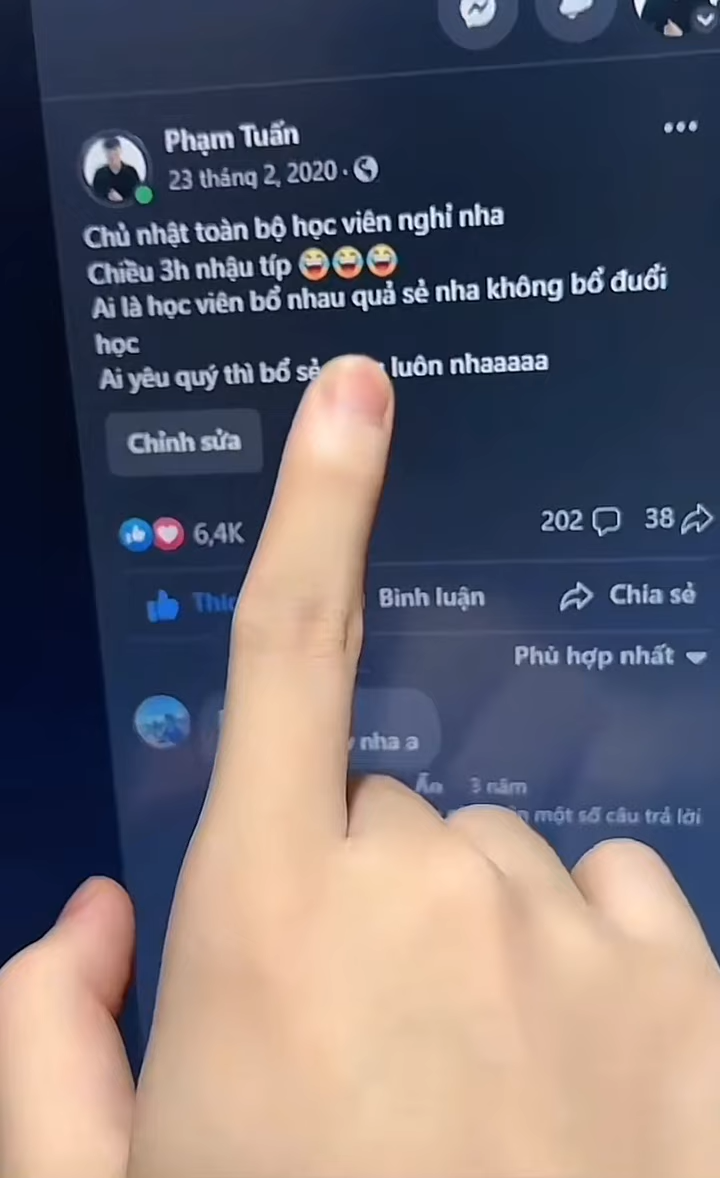 Phạm Tuấn
23 tháng 2, 2020 ·
Chủ nhật toàn bộ học viên nghỉ nha
Chiều 3h nhậu típ 😂😂😂
Ai là học viên bổ nhau quả sẻ nha không bổ đuổi
học
Ai yêu quý thì bổ sẻ luôn nhaaaaa
Chỉnh sửa
6,4K 202 38
Bình luận Chia sẻ
Phù hợp nhất
nha a
Ẩn 3 năm
một số câu trả lời